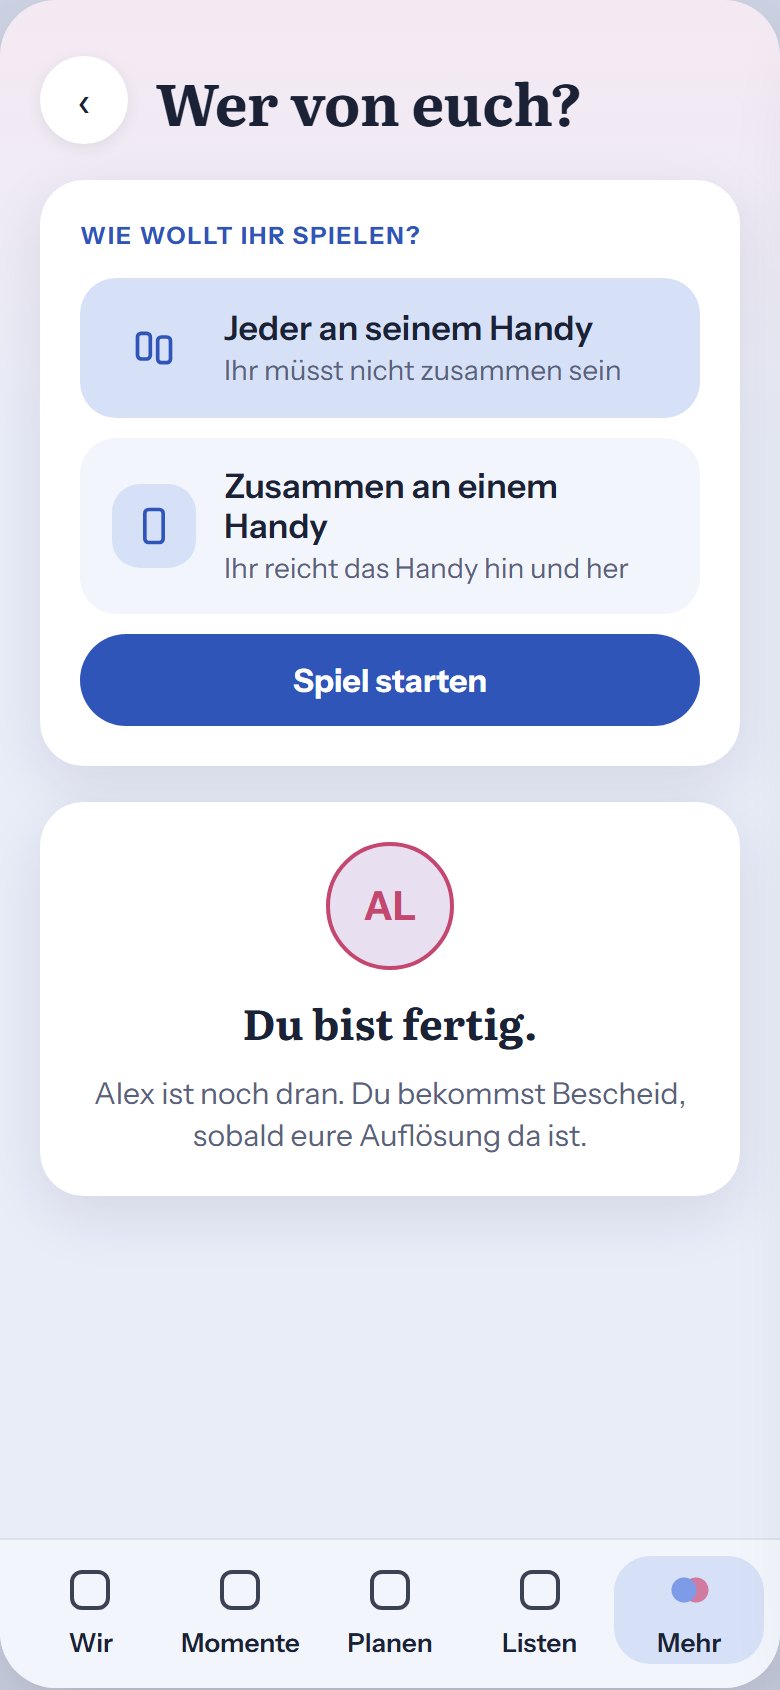 ‹ Wer von euch?
WIE WOLLT IHR SPIELEN?
Jeder an seinem Handy
Ihr müsst nicht zusammen sein
Zusammen an einem
Handy
Ihr reicht das Handy hin und her
Spiel starten
AL
Du bist fertig.
Alex ist noch dran. Du bekommst Bescheid,
sobald eure Auflösung da ist.
Wir Momente Planen Listen Mehr